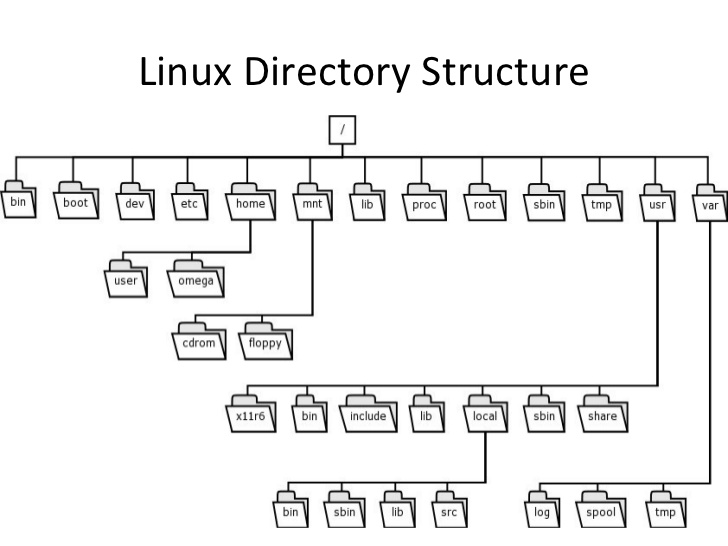 Linux Directory Structure
/
bin boot dev etc home mnt lib proc root sbin tmp usr var
user omega
cdrom floppy
x11r6 bin include lib local sbin share
bin sbin lib src log spool tmp